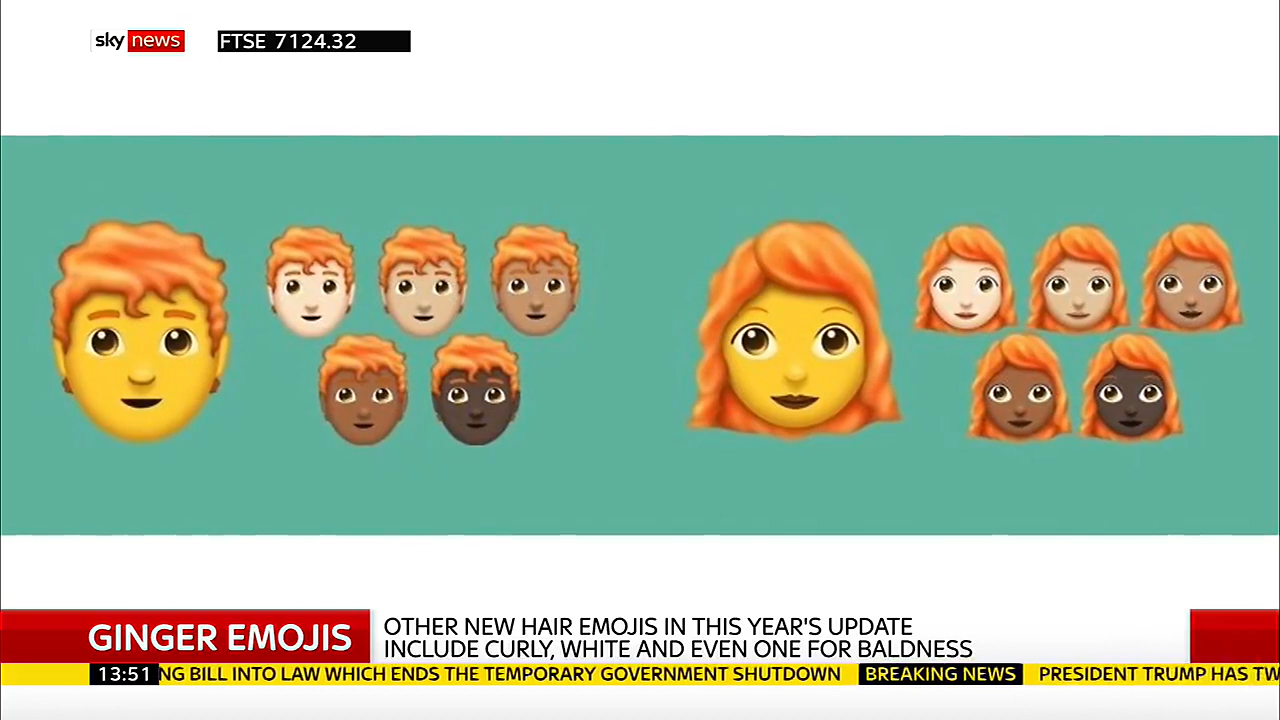 sky news
FTSE 7124.32
GINGER EMOJIS
OTHER NEW HAIR EMOJIS IN THIS YEAR'S UPDATE
INCLUDE CURLY, WHITE AND EVEN ONE FOR BALDNESS
13:51 NG BILL INTO LAW WHICH ENDS THE TEMPORARY GOVERNMENT SHUTDOWN BREAKING NEWS PRESIDENT TRUMP HAS TW